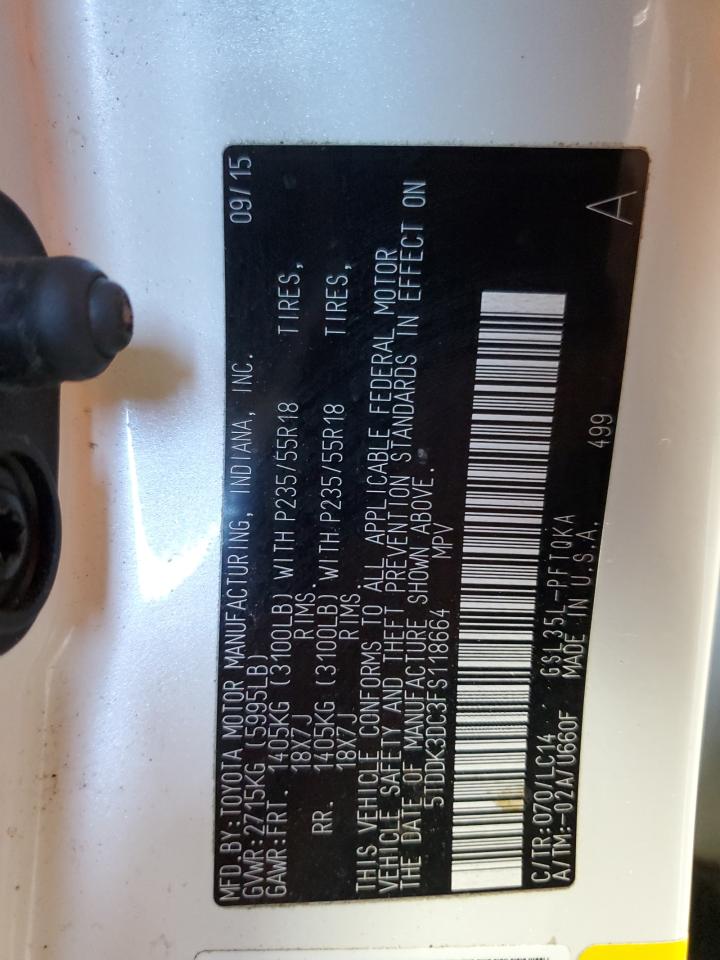 MFD.BY:TOYOTA MOTOR MANUFACTURING, INDIANA, INC. 09/15
GVWR:2715KG (5995LB)
GAWR:FRT. 1405KG (3100LB) WITH P235/55R18 TIRES,
18X7J RIMS.
RR. 1405KG (3100LB) WITH P235/55R18 TIRES,
18X7J RIMS.
THIS VEHICLE CONFORMS TO ALL APPLICABLE FEDERAL MOTOR
VEHICLE SAFETY AND THEFT PREVENTION STANDARDS IN EFFECT ON
THE DATE OF MANUFACTURE SHOWN ABOVE.
5TDDK3DC3FS118664 MPV
C/TR:070/LC14 GSL35L-PFTQKA
A/TM:-02A/U660F MADE IN U.S.A. 499
A